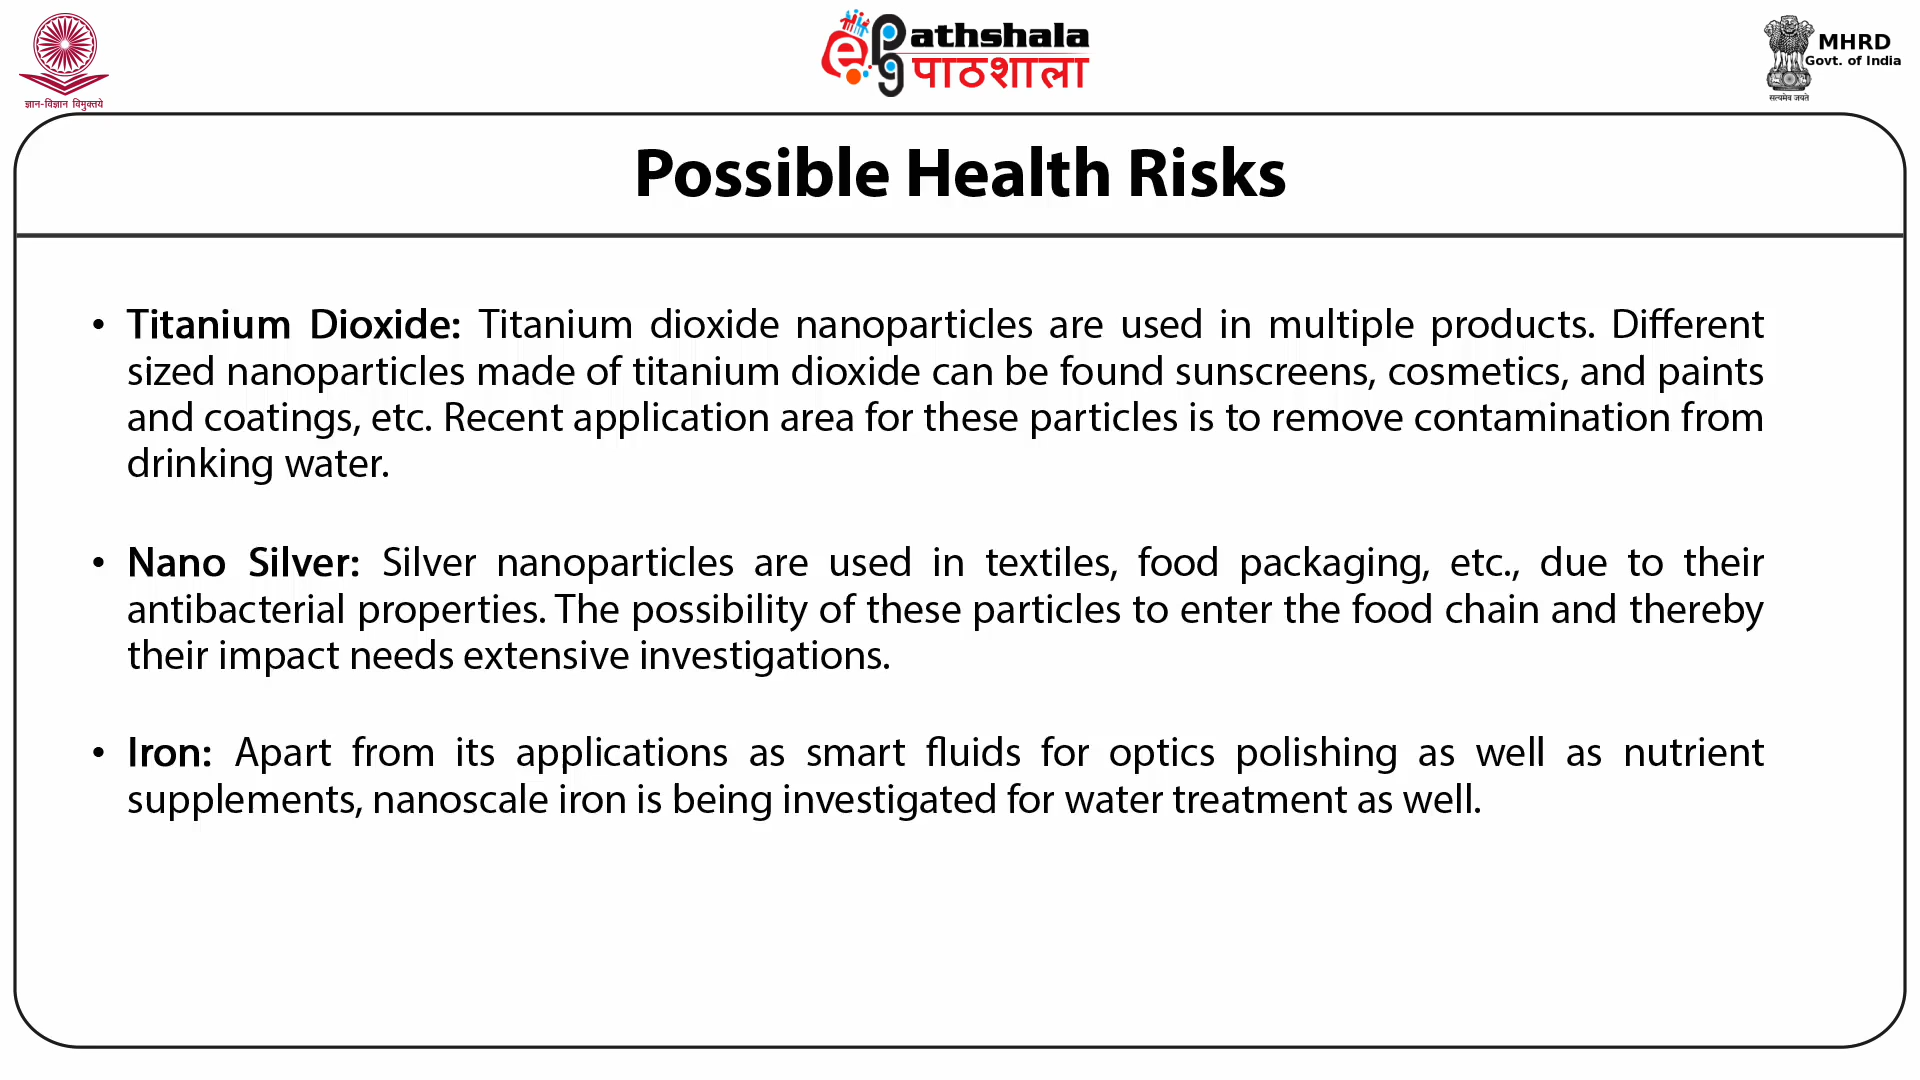 ज्ञान-विज्ञान विमुक्तये
e PG Pathshala
पाठशाला
MHRD
Govt. of India
सत्यमेव जयते
Possible Health Risks
• Titanium Dioxide: Titanium dioxide nanoparticles are used in multiple products. Different
sized nanoparticles made of titanium dioxide can be found sunscreens, cosmetics, and paints
and coatings, etc. Recent application area for these particles is to remove contamination from
drinking water.
• Nano Silver: Silver nanoparticles are used in textiles, food packaging, etc., due to their
antibacterial properties. The possibility of these particles to enter the food chain and thereby
their impact needs extensive investigations.
• Iron: Apart from its applications as smart fluids for optics polishing as well as nutrient
supplements, nanoscale iron is being investigated for water treatment as well.